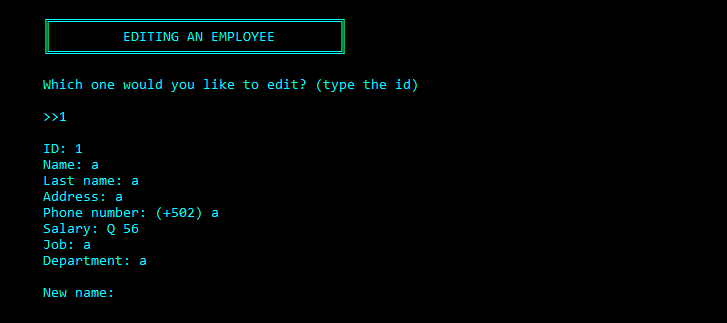 EDITING AN EMPLOYEE
Which one would you like to edit? (type the id)
>>1
ID: 1
Name: a
Last name: a
Address: a
Phone number: (+502) a
Salary: Q 56
Job: a
Department: a
New name: